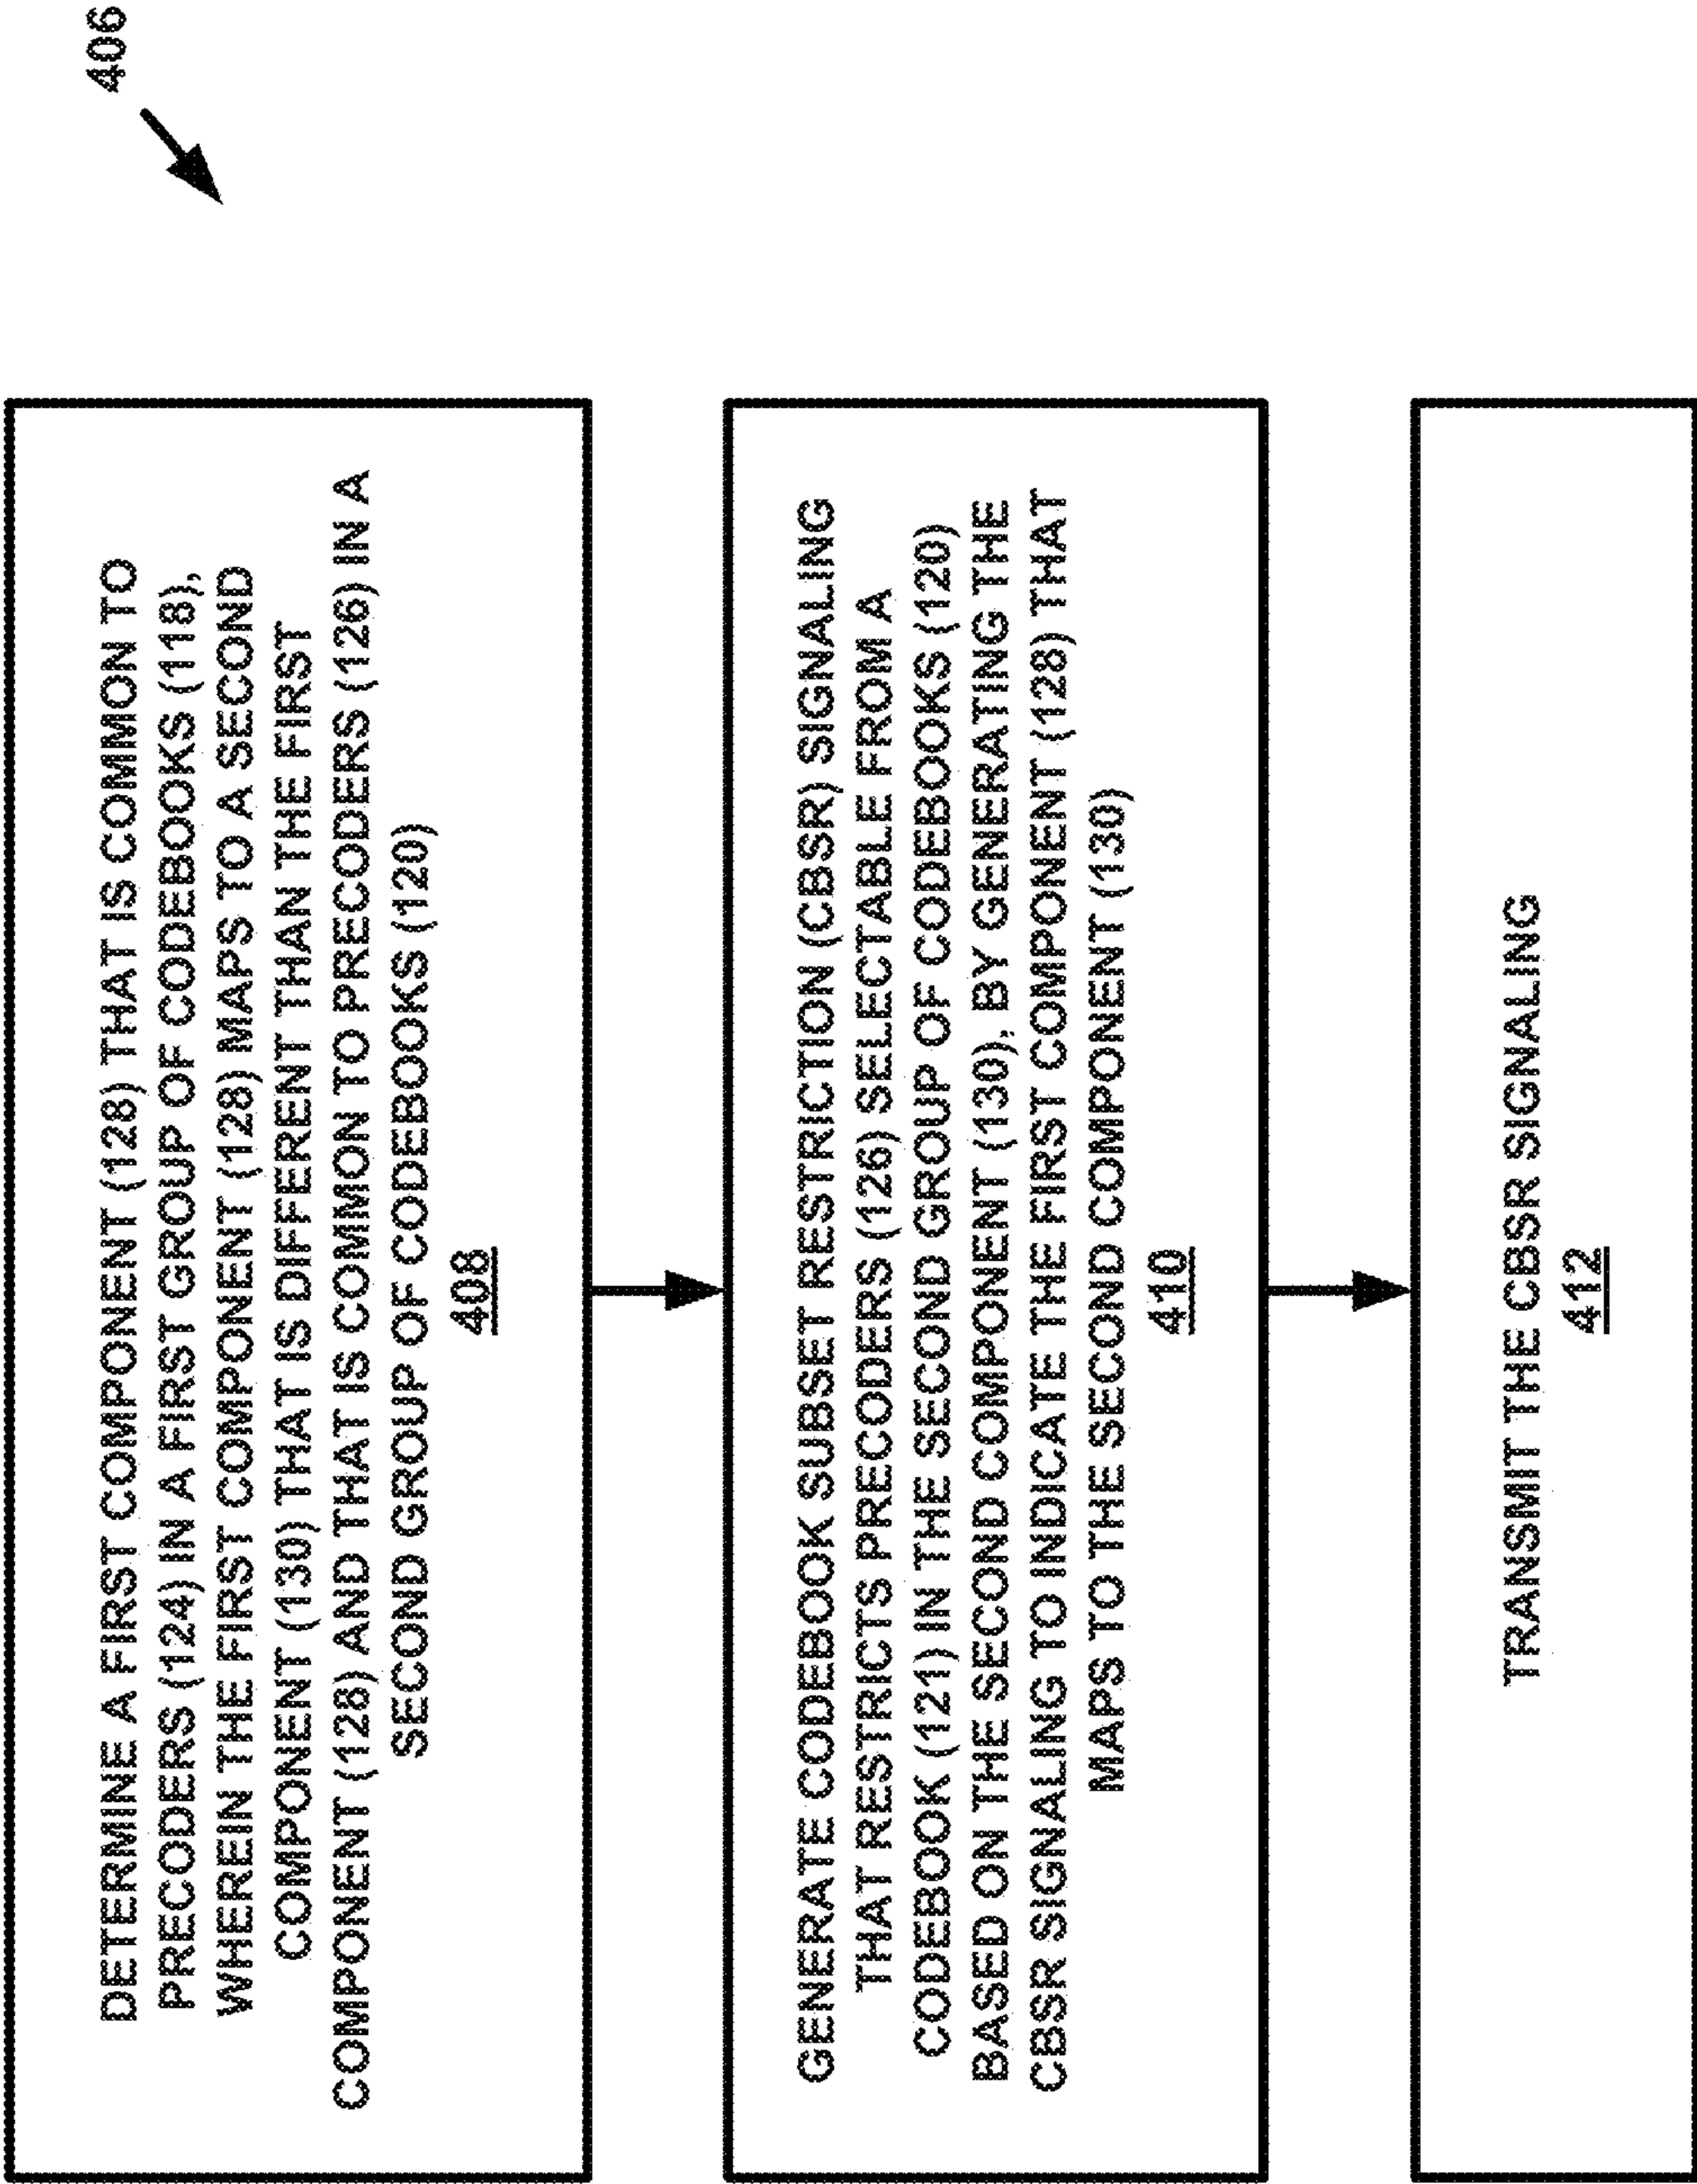 406
DETERMINE A FIRST COMPONENT (128) THAT IS COMMON TO
PRECODERS (124) IN A FIRST GROUP OF CODEBOOKS (118),
WHEREIN THE FIRST COMPONENT (128) MAPS TO A SECOND
COMPONENT (130) THAT IS DIFFERENT THAN THE FIRST
COMPONENT (128) AND THAT IS COMMON TO PRECODERS (126) IN A
SECOND GROUP OF CODEBOOKS (120)
408
GENERATE CODEBOOK SUBSET RESTRICTION (CBSR) SIGNALING
THAT RESTRICTS PRECODERS (126) SELECTABLE FROM A
CODEBOOK (121) IN THE SECOND GROUP OF CODEBOOKS (120)
BASED ON THE SECOND COMPONENT (130), BY GENERATING THE
CBSR SIGNALING TO INDICATE THE FIRST COMPONENT (128) THAT
MAPS TO THE SECOND COMPONENT (130)
410
TRANSMIT THE CBSR SIGNALING
412